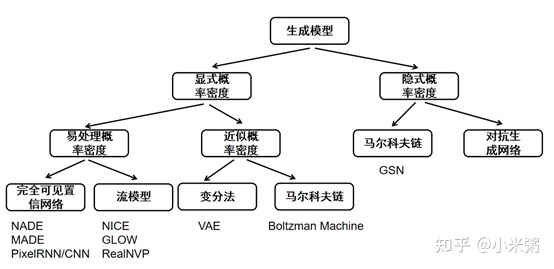 生成模型
显式概
率密度
隐式概
率密度
易处理概
率密度
近似概
率密度
马尔科夫链
对抗生
成网络
GSN
完全可见置
信网络
流模型
变分法
马尔科夫链
NADE
MADE
PixelRNN/CNN
NICE
GLOW
RealNVP
VAE
Boltzman Machine
知乎 @小米粥